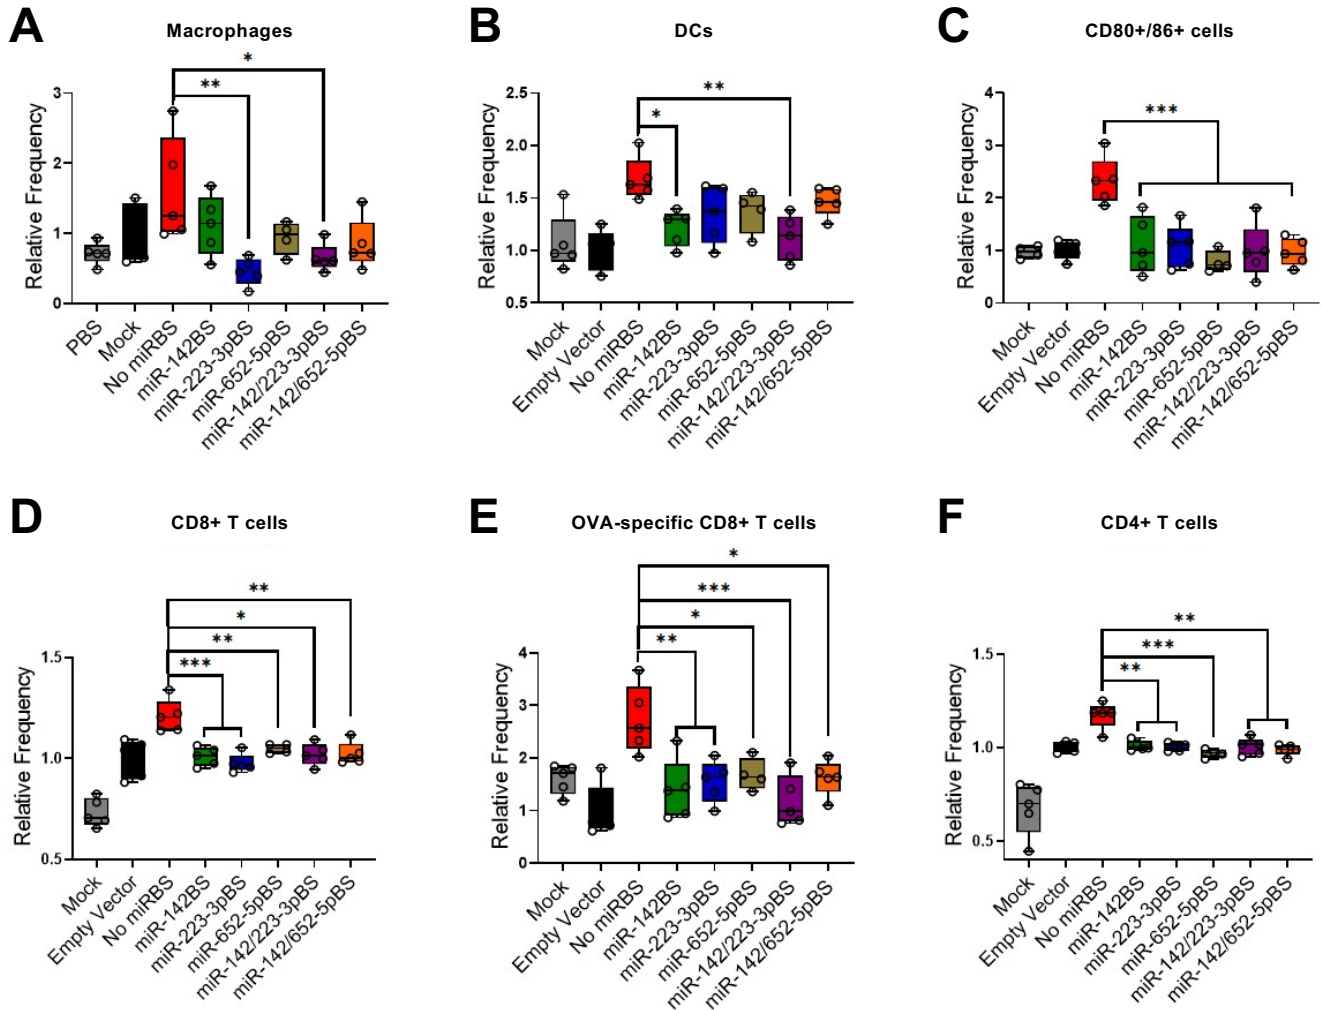 A
Macrophages
*
**
Relative Frequency
3
2
1
0
PBS
Mock
No miRBS
miR-142BS
miR-223-3pBS
miR-652-5pBS
miR-142/223-3pBS
miR-142/652-5pBS
B
DCs
**
*
Relative Frequency
2.5
2.0
1.5
1.0
0.5
Mock
Empty Vector
No miRBS
miR-142BS
miR-223-3pBS
miR-652-5pBS
miR-142/223-3pBS
miR-142/652-5pBS
C
CD80+/86+ cells
***
Relative Frequency
4
3
2
1
0
Mock
Empty Vector
No miRBS
miR-142BS
miR-223-3pBS
miR-652-5pBS
miR-142/223-3pBS
miR-142/652-5pBS
D
CD8+ T cells
**
*
**
***
Relative Frequency
1.5
1.0
0.5
Mock
Empty Vector
No miRBS
miR-142BS
miR-223-3pBS
miR-652-5pBS
miR-142/223-3pBS
miR-142/652-5pBS
E
OVA-specific CD8+ T cells
*
***
*
**
Relative Frequency
4
3
2
1
0
Mock
Empty Vector
No miRBS
miR-142BS
miR-223-3pBS
miR-652-5pBS
miR-142/223-3pBS
miR-142/652-5pBS
F
CD4+ T cells
**
***
**
Relative Frequency
1.5
1.0
0.5
Mock
Empty Vector
No miRBS
miR-142BS
miR-223-3pBS
miR-652-5pBS
miR-142/223-3pBS
miR-142/652-5pBS